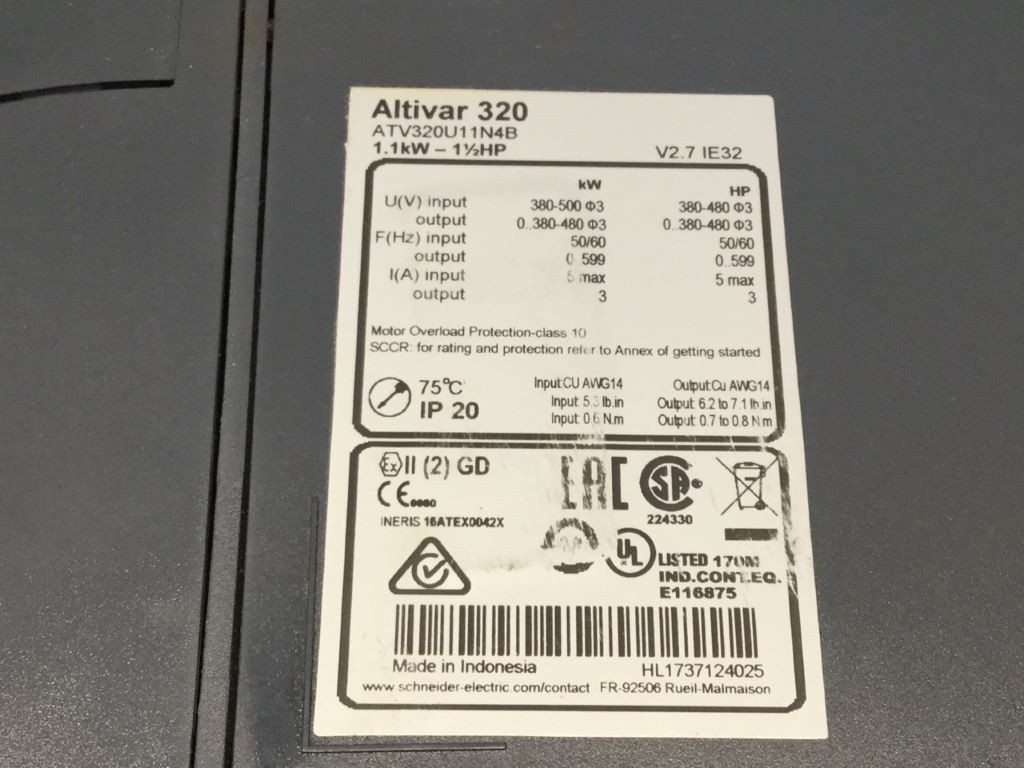 Altivar 320
ATV320U11N4B
1.1kW – 1½HP V2.7 IE32
kW HP
U(V) input 380-500 Φ3 380-480 Φ3
output 0..380-480 Φ3 0..380-480 Φ3
F(Hz) input 50/60 50/60
output 0..599 0..599
I(A) input 5 max 5 max
output 3 3
Motor Overload Protection-class 10
SCCR: for rating and protection refer to Annex of getting started
75°C Input:CU AWG14 Output:Cu AWG14
IP 20 Input: 5.3 lb.in Output: 6.2 to 7.1 lb.in
Input: 0.6 N.m Output: 0.7 to 0.8 N.m
Ex II (2) GD EAC SA
CE 0080
INERIS 16ATEX0042X 224330
UL LISTED 170M
IND.CONT.EQ.
E116875
Made in Indonesia HL1737124025
www.schneider-electric.com/contact FR-92506 Rueil-Malmaison